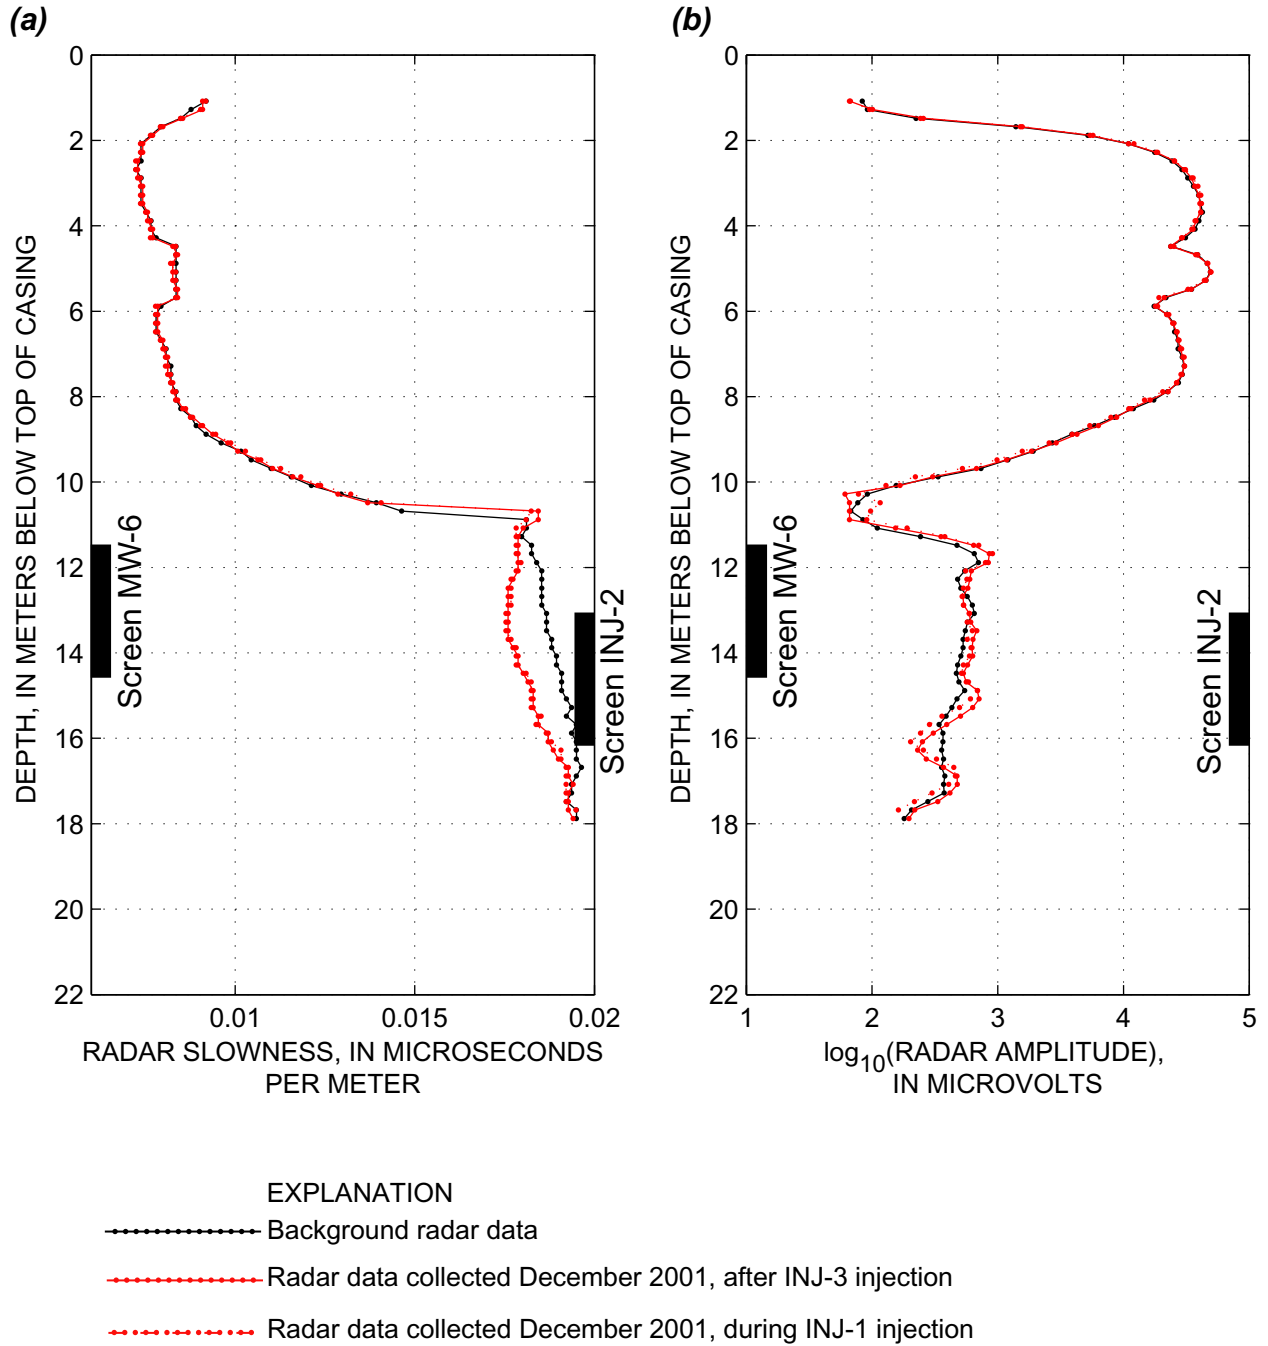 (a)
(b)
0
2
4
6
8
10
12
14
16
18
20
22
DEPTH, IN METERS BELOW TOP OF CASING
Screen MW-6
Screen INJ-2
0.01
0.015
0.02
RADAR SLOWNESS, IN MICROSECONDS
PER METER
0
2
4
6
8
10
12
14
16
18
20
22
DEPTH, IN METERS BELOW TOP OF CASING
Screen MW-6
Screen INJ-2
1
2
3
4
5
log10(RADAR AMPLITUDE),
IN MICROVOLTS
EXPLANATION
Background radar data
Radar data collected December 2001, after INJ-3 injection
Radar data collected December 2001, during INJ-1 injection